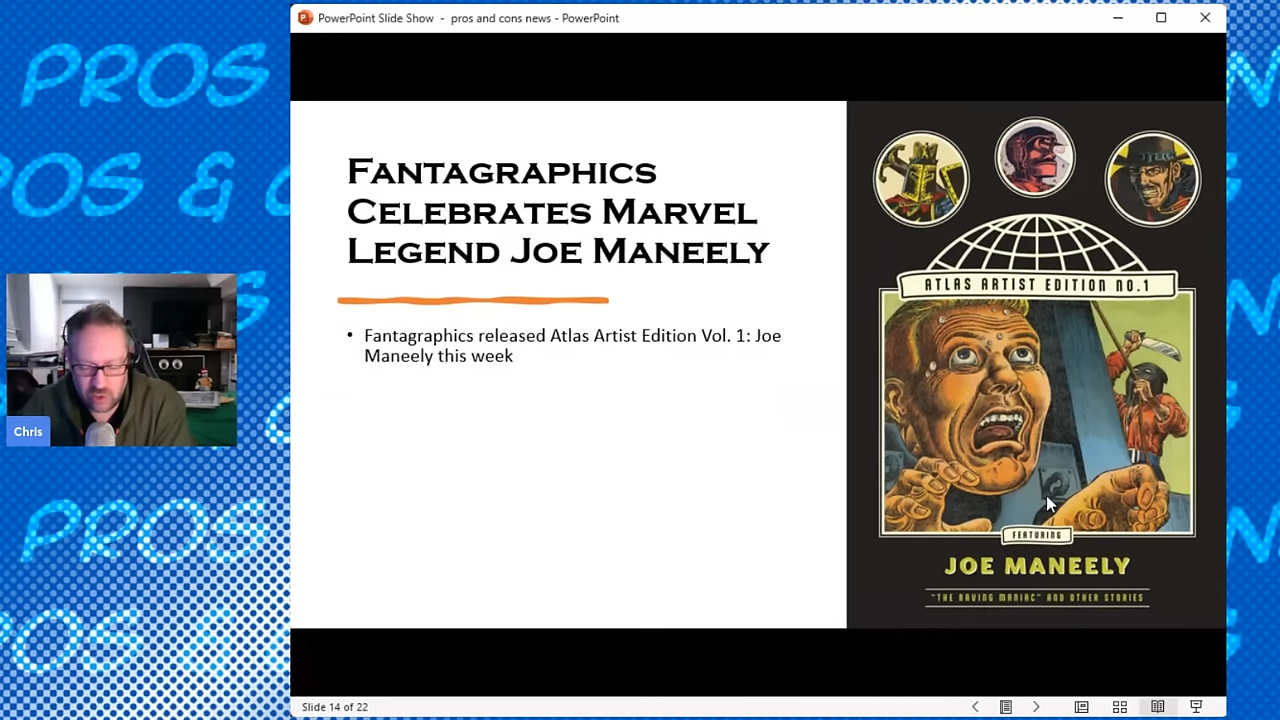 PowerPoint Slide Show - pros and cons news - PowerPoint
PROS
POS & C
FANTAGRAPHICS
CELEBRATES MARVEL
LEGEND JOE MANEELY
• Fantagraphics released Atlas Artist Edition Vol. 1: Joe
Maneely this week
ATLAS ARTIST EDITION NO.1
FEATURING
JOE MANEELY
"THE RAVING MANIAC" AND OTHER STORIES
Chris
PROS
Slide 14 of 22